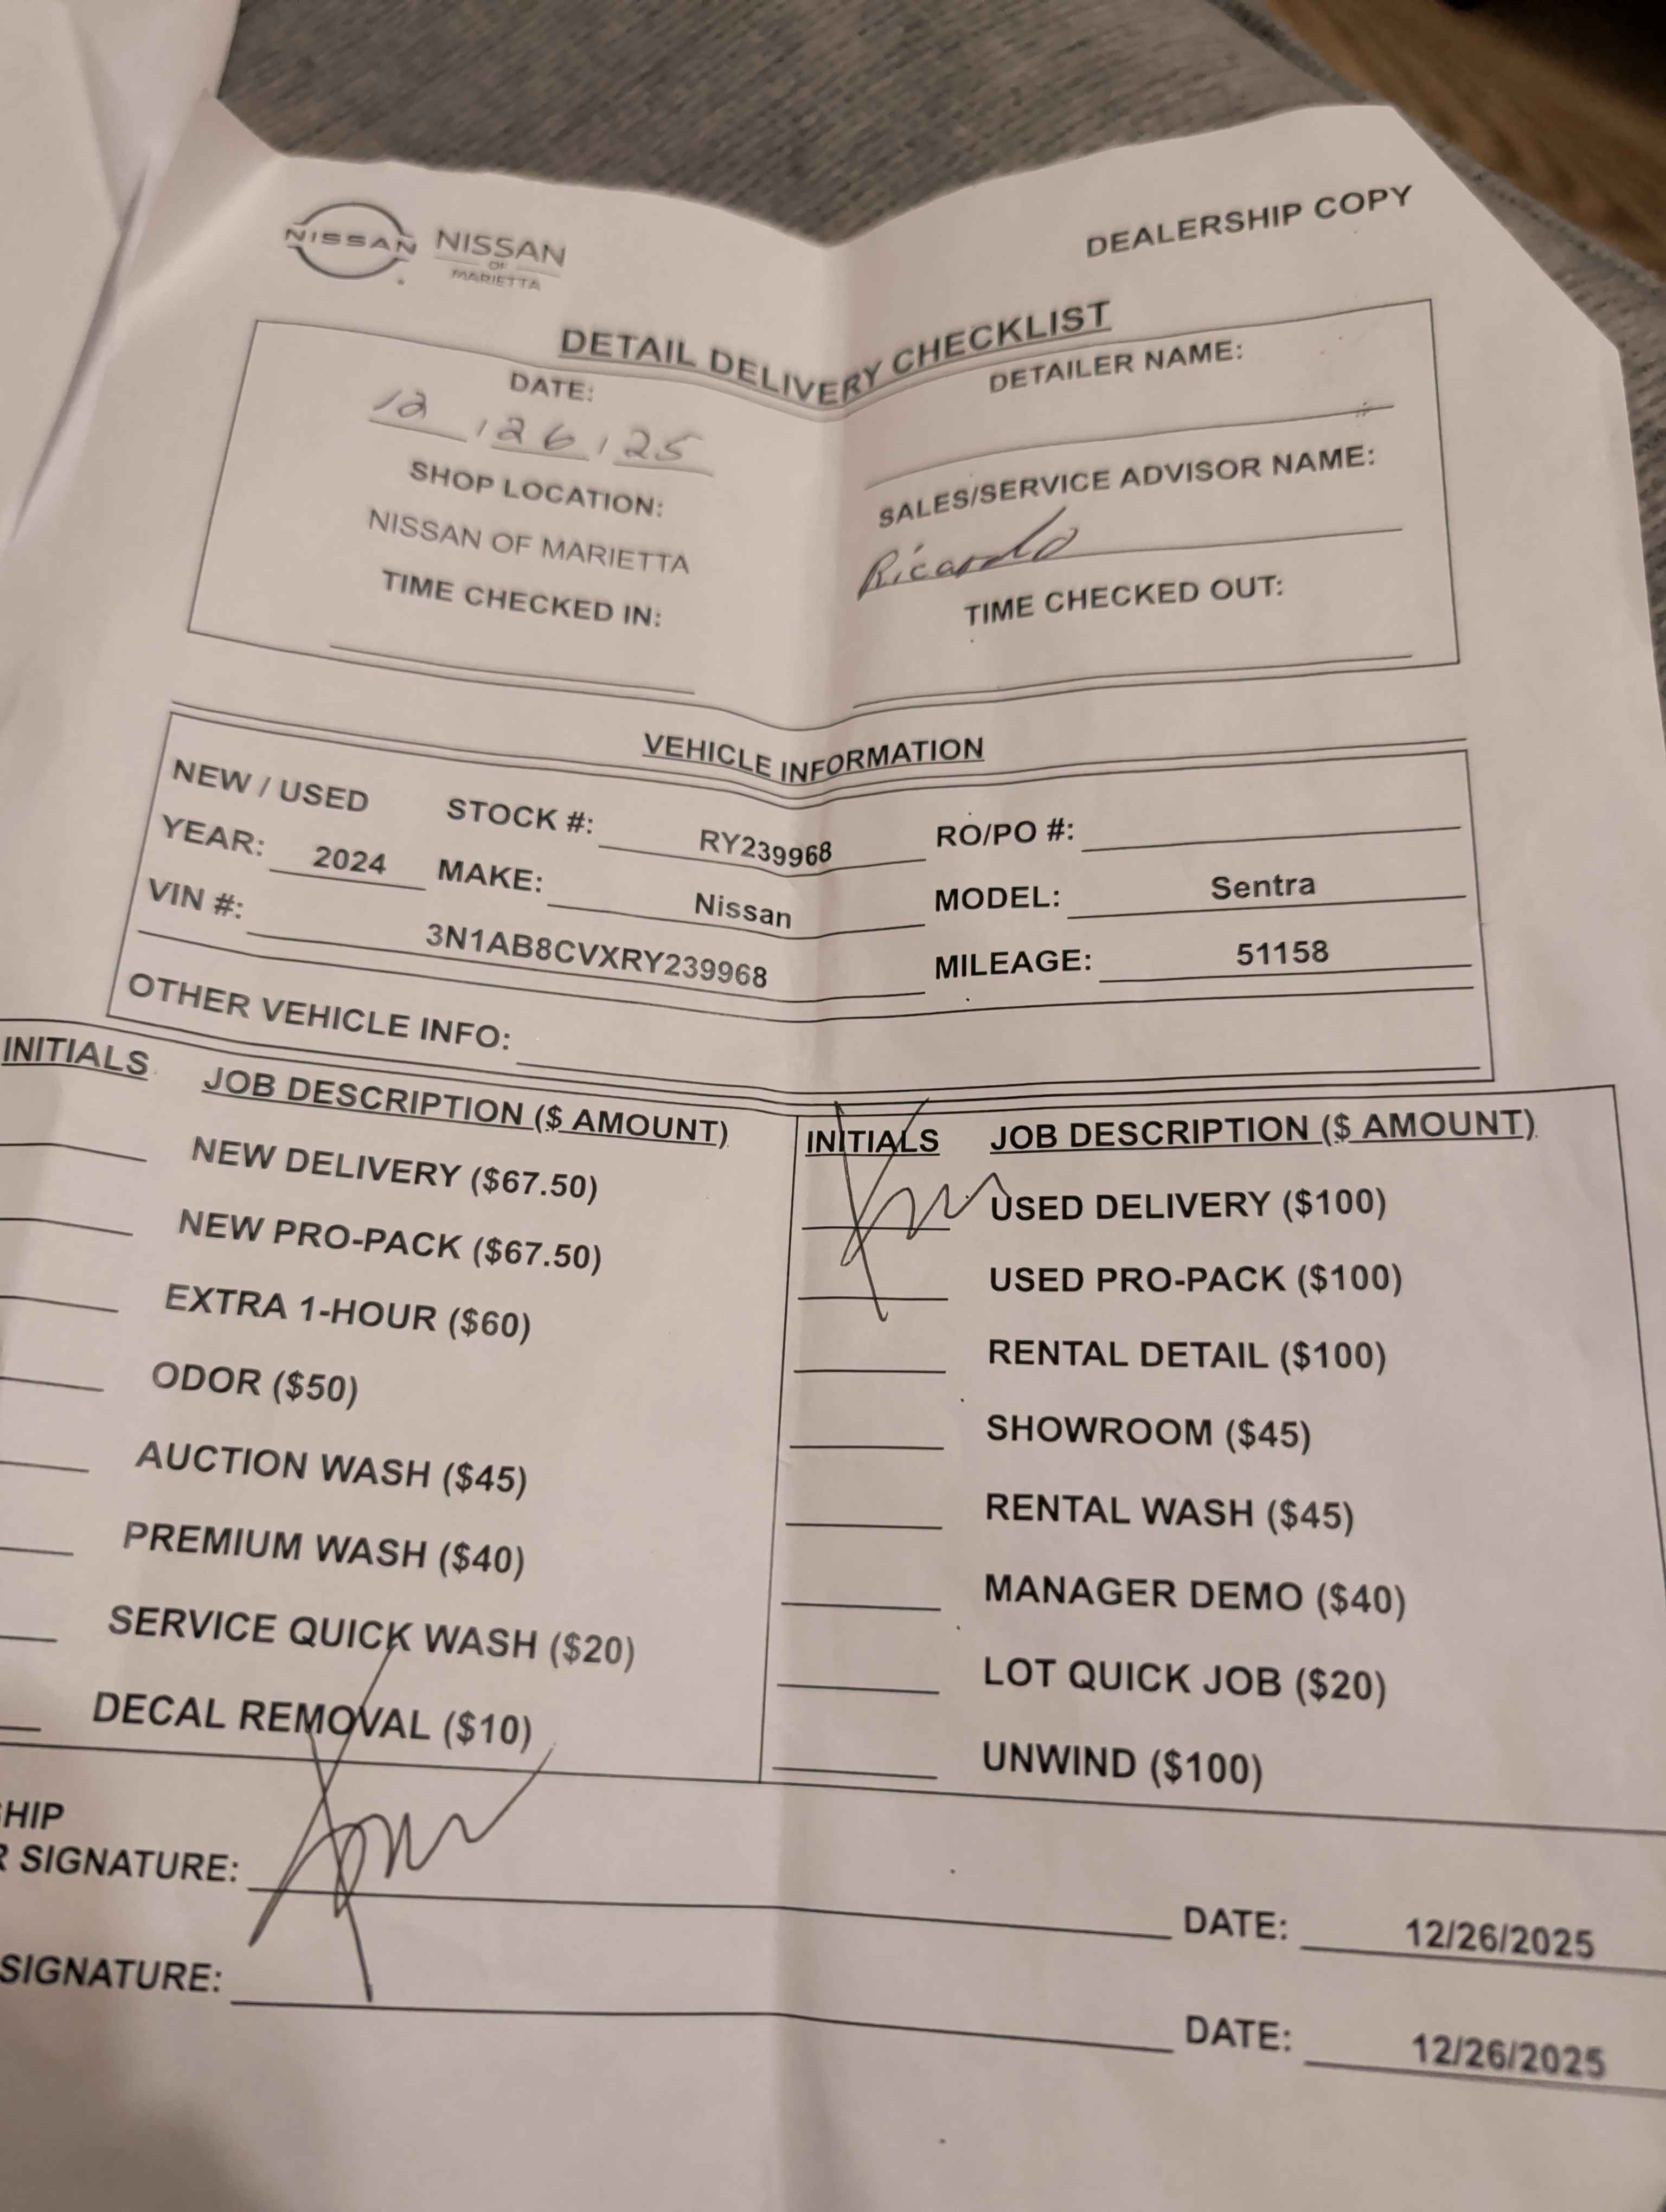 NISSAN NISSAN
OF
MARIETTA
DEALERSHIP COPY
DETAIL DELIVERY CHECKLIST
DATE:
12 / 26 / 25
DETAILER NAME:
SHOP LOCATION:
NISSAN OF MARIETTA
SALES/SERVICE ADVISOR NAME:
Ricardo
TIME CHECKED IN:
TIME CHECKED OUT:
VEHICLE INFORMATION
NEW / USED STOCK #: RY239968 RO/PO #:
YEAR: 2024 MAKE: Nissan MODEL: Sentra
VIN #: 3N1AB8CVXRY239968 MILEAGE: 51158
OTHER VEHICLE INFO:
INITIALS JOB DESCRIPTION ($ AMOUNT)
NEW DELIVERY ($67.50)
NEW PRO-PACK ($67.50)
EXTRA 1-HOUR ($60)
ODOR ($50)
AUCTION WASH ($45)
PREMIUM WASH ($40)
SERVICE QUICK WASH ($20)
DECAL REMOVAL ($10)
INITIALS JOB DESCRIPTION ($ AMOUNT)
USED DELIVERY ($100)
USED PRO-PACK ($100)
RENTAL DETAIL ($100)
SHOWROOM ($45)
RENTAL WASH ($45)
MANAGER DEMO ($40)
LOT QUICK JOB ($20)
UNWIND ($100)
SHIP
R SIGNATURE: DATE: 12/26/2025
SIGNATURE: DATE: 12/26/2025